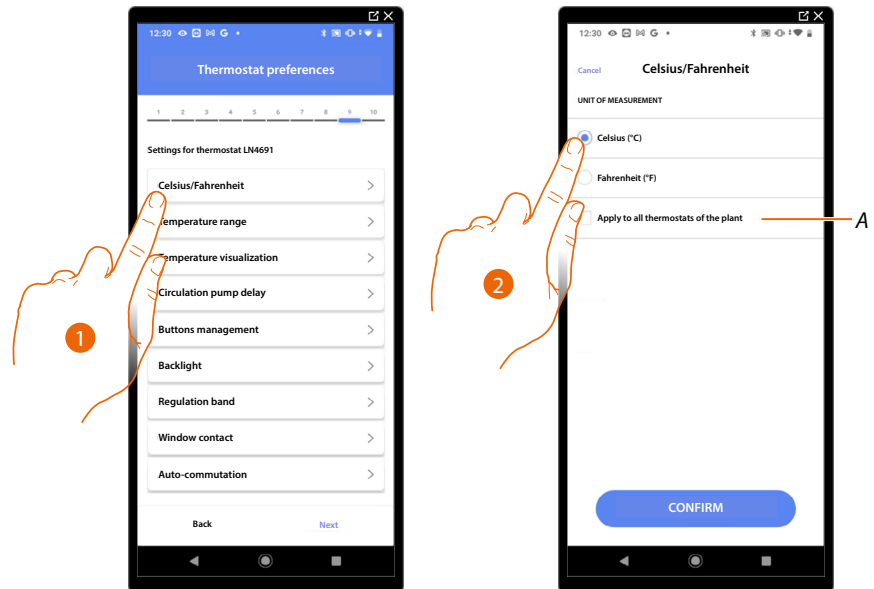 12:30 G
Thermostat preferences
1 2 3 4 5 6 7 8 9 10
Settings for thermostat LN4691
Celsius/Fahrenheit
Temperature range
Temperature visualization
Circulation pump delay
Buttons management
Backlight
Regulation band
Window contact
Auto-commutation
Back Next
1
12:30 G
Cancel Celsius/Fahrenheit
UNIT OF MEASUREMENT
Celsius (°C)
Fahrenheit (°F)
Apply to all thermostats of the plant
A
CONFIRM
2